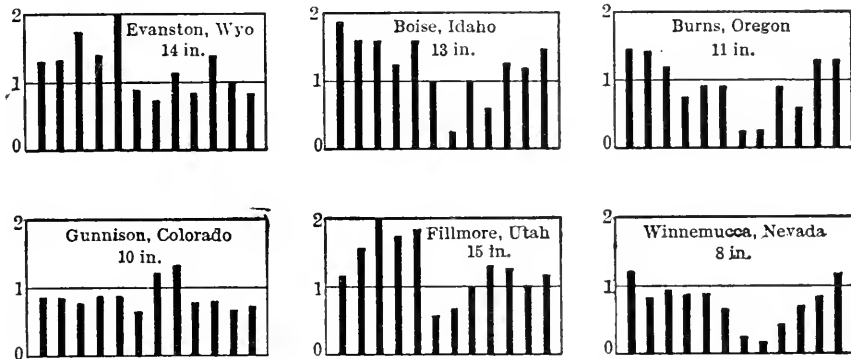 2
Evanston, Wyo
14 in.
1
0
2
Boise, Idaho
13 in.
1
0
2
Burns, Oregon
11 in.
1
0
2
Gunnison, Colorado
10 in.
1
0
2
Fillmore, Utah
15 in.
1
0
2
Winnemucca, Nevada
8 in.
1
0